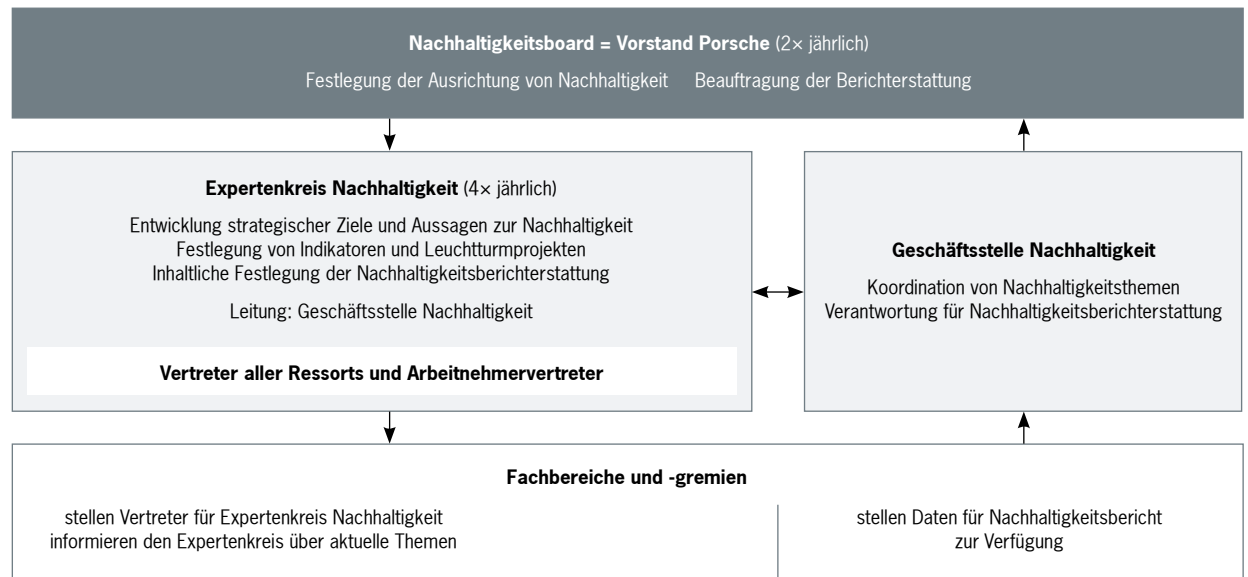 Nachhaltigkeitsboard = Vorstand Porsche (2× jährlich)
Festlegung der Ausrichtung von Nachhaltigkeit Beauftragung der Berichterstattung
Expertenkreis Nachhaltigkeit (4× jährlich)
Entwicklung strategischer Ziele und Aussagen zur Nachhaltigkeit
Festlegung von Indikatoren und Leuchtturmprojekten
Inhaltliche Festlegung der Nachhaltigkeitsberichterstattung
Leitung: Geschäftsstelle Nachhaltigkeit
Vertreter aller Ressorts und Arbeitnehmervertreter
Geschäftsstelle Nachhaltigkeit
Koordination von Nachhaltigkeitsthemen
Verantwortung für Nachhaltigkeitsberichterstattung
Fachbereiche und -gremien
stellen Vertreter für Expertenkreis Nachhaltigkeit
informieren den Expertenkreis über aktuelle Themen
stellen Daten für Nachhaltigkeitsbericht
zur Verfügung